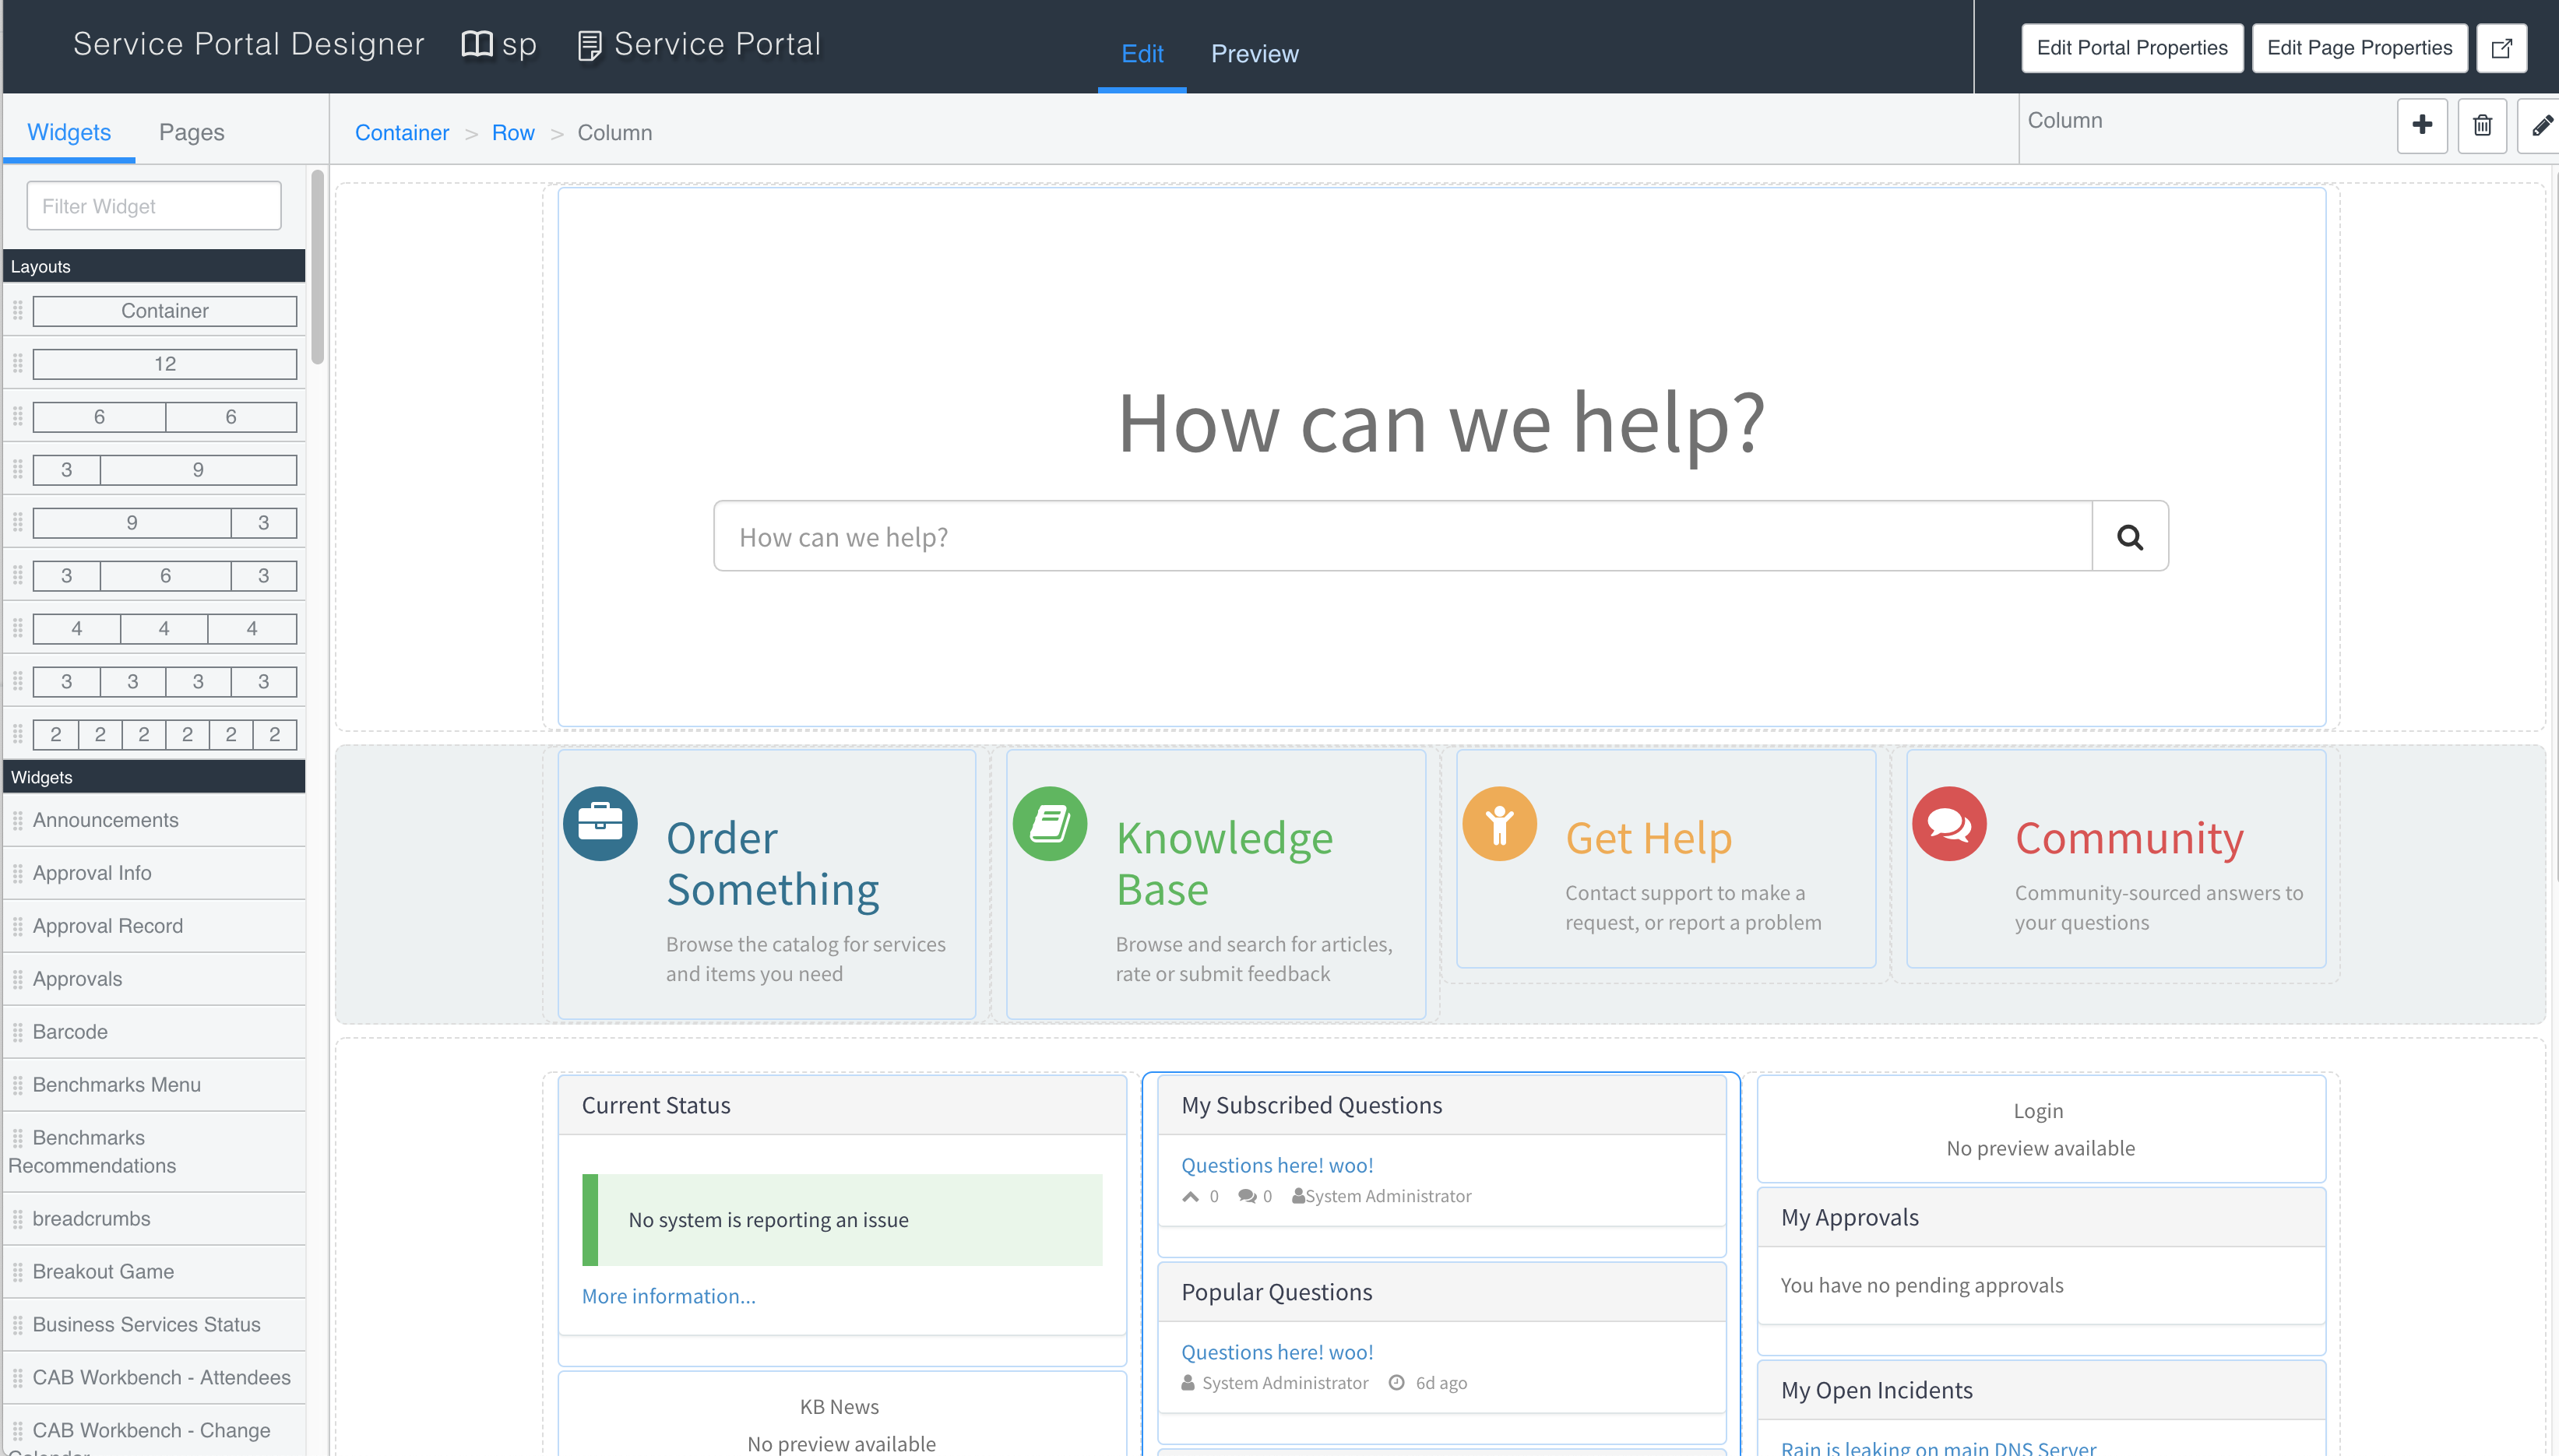 Service Portal Designer sp Service Portal
Edit Preview
Edit Portal Properties Edit Page Properties
Widgets Pages
Container > Row > Column
Column
Filter Widget
Layouts
Container
12
6 6
3 9
9 3
3 6 3
4 4 4
3 3 3 3
2 2 2 2 2 2
Widgets
Announcements
Approval Info
Approval Record
Approvals
Barcode
Benchmarks Menu
Benchmarks
Recommendations
breadcrumbs
Breakout Game
Business Services Status
CAB Workbench - Attendees
CAB Workbench - Change
How can we help?
How can we help?
Order
Something
Browse the catalog for services
and items you need
Knowledge
Base
Browse and search for articles,
rate or submit feedback
Get Help
Contact support to make a
request, or report a problem
Community
Community-sourced answers to
your questions
Current Status
No system is reporting an issue
More information...
KB News
No preview available
My Subscribed Questions
Questions here! woo!
0 0 System Administrator
Popular Questions
Questions here! woo!
System Administrator 6d ago
Login
No preview available
My Approvals
You have no pending approvals
My Open Incidents
Rain is leaking on main DNS Server